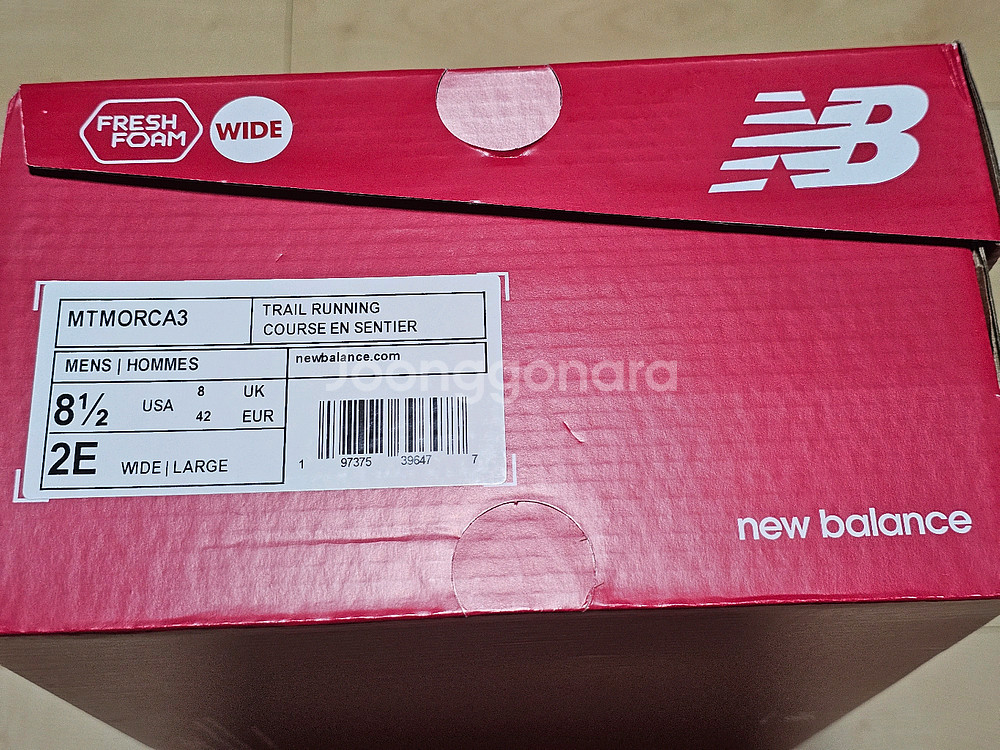 FRESH
FOAM
WIDE
NB
MTMORCA3
TRAIL RUNNING
COURSE EN SENTIER
MENS | HOMMES
newbalance.com
8½ USA 8 UK
42 EUR
2E WIDE | LARGE
1 97375 39647 7
Joonggonara
new balance